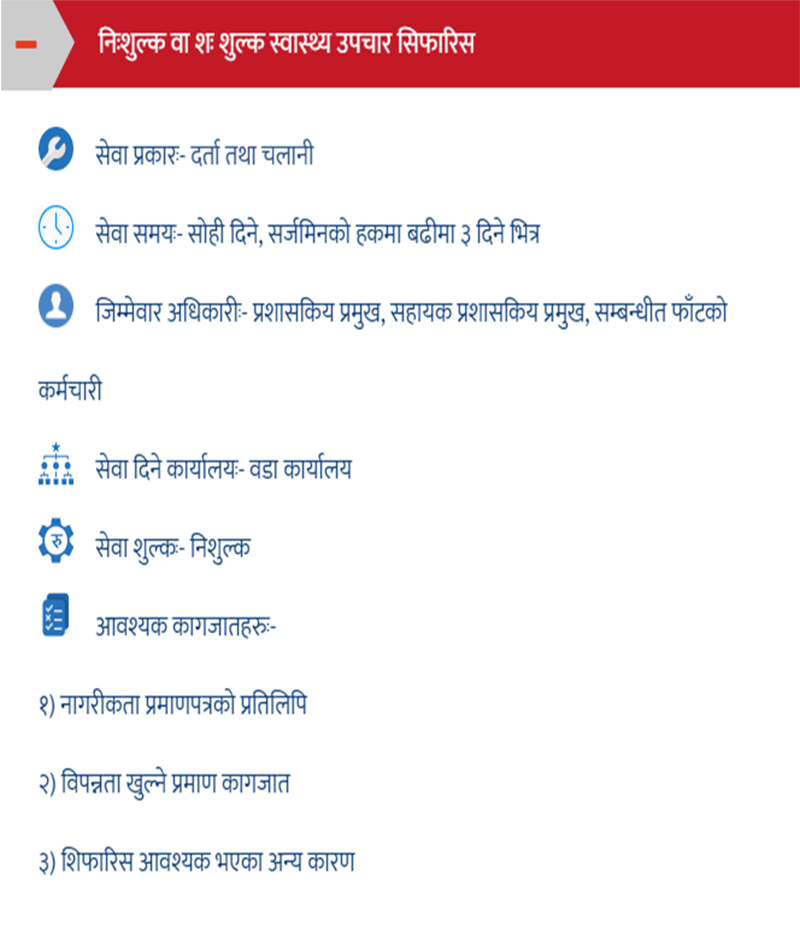 निःशुल्क वा शः शुल्क स्वास्थ्य उपचार सिफारिस
सेवा प्रकारः- दर्ता तथा चलानी
सेवा समयः- सोही दिने, सर्जमिनको हकमा बढीमा ३ दिने भित्र
जिम्मेवार अधिकारीः- प्रशासकिय प्रमुख, सहायक प्रशासकिय प्रमुख, सम्बन्धीत फाँटको
कर्मचारी
सेवा दिने कार्यालयः- वडा कार्यालय
रु
सेवा शुल्कः- निशुल्क
आवश्यक कागजातहरुः-
१) नागरीकता प्रमाणपत्रको प्रतिलिपि
२) विपन्नता खुल्ने प्रमाण कागजात
३) शिफारिस आवश्यक भएका अन्य कारण